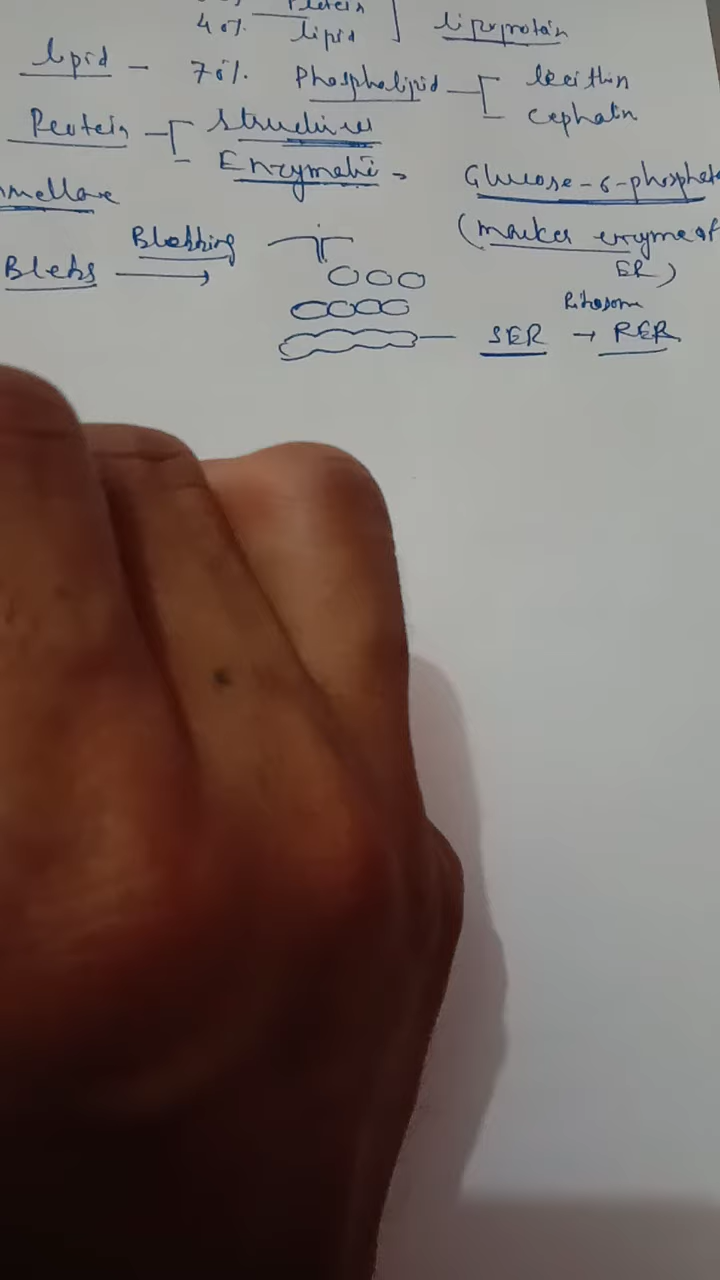 40% lipid ] lipoprotein
lipid - 70% Phospholipid - lecithin
cephalin
Protein - Structural
Enzymatic - Glucose-6-phosphat
(marker enzyme of
ER)
Blebs Blebbing
Ribosome
SER → RER